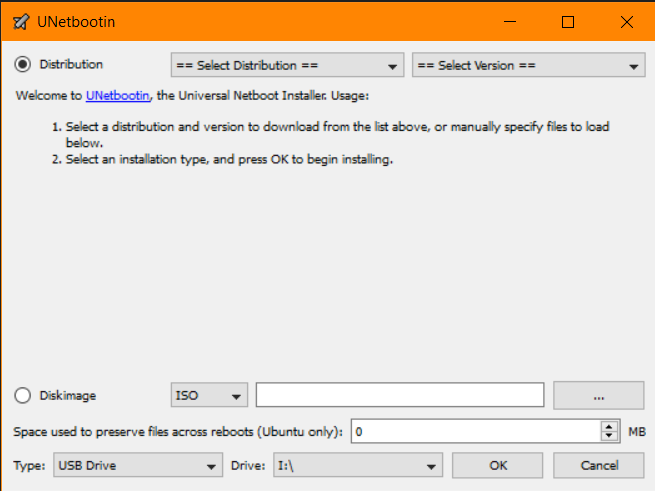 UNetbootin
Distribution
== Select Distribution ==
== Select Version ==
Welcome to UNetbootin, the Universal Netboot Installer. Usage:
1. Select a distribution and version to download from the list above, or manually specify files to load
below.
2. Select an installation type, and press OK to begin installing.
Diskimage
ISO
...
Space used to preserve files across reboots (Ubuntu only):
0
MB
Type:
USB Drive
Drive:
I:\
OK
Cancel